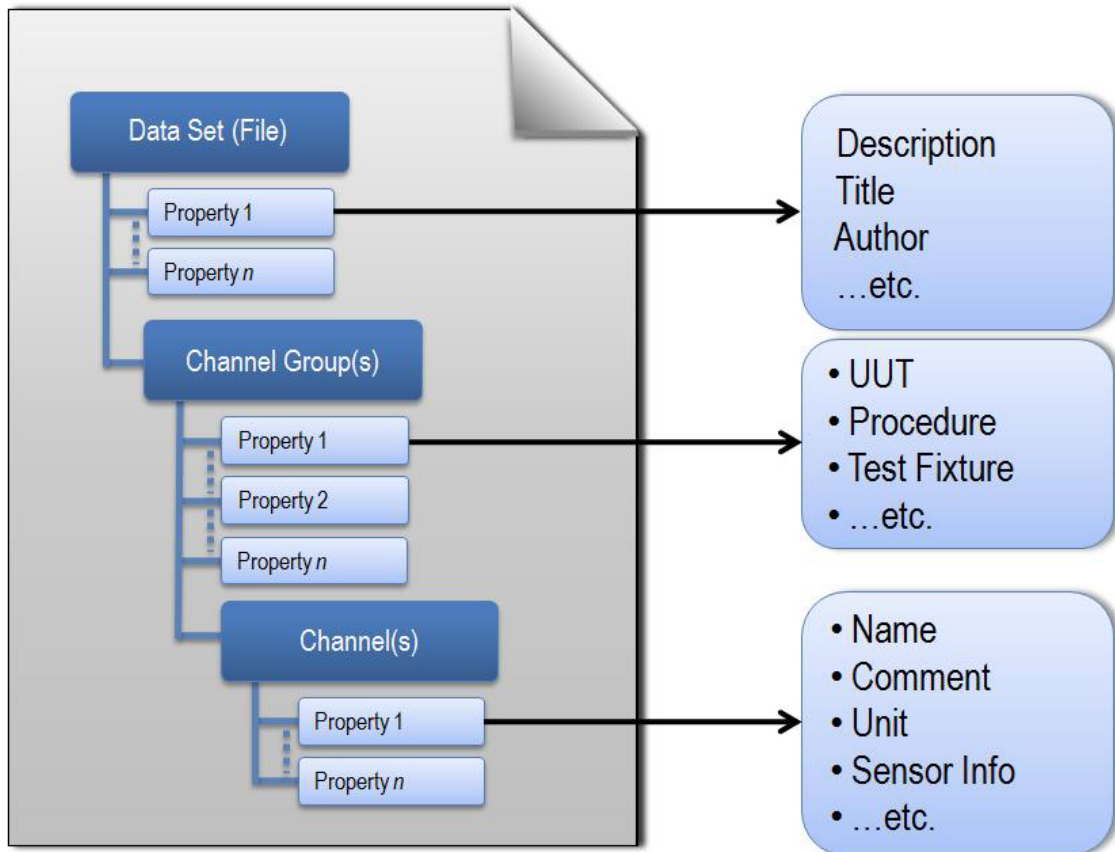 Data Set (File)
Property 1
Property n
Channel Group(s)
Property 1
Property 2
Property n
Channel(s)
Property 1
Property n
Description
Title
Author
...etc.
• UUT
• Procedure
• Test Fixture
• ...etc.
• Name
• Comment
• Unit
• Sensor Info
• ...etc.